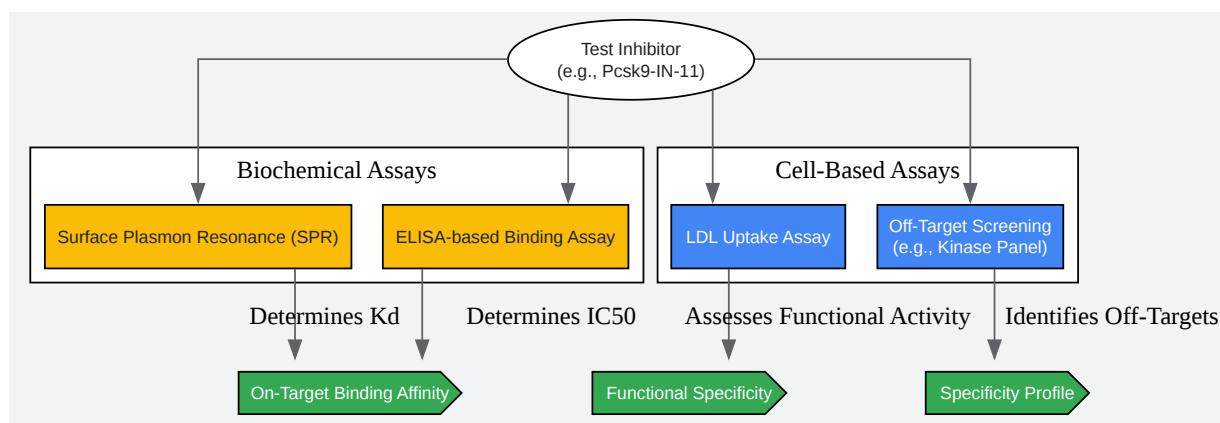 Test Inhibitor
(e.g., Pcsk9-IN-11)
Biochemical Assays
Cell-Based Assays
Surface Plasmon Resonance (SPR)
ELISA-based Binding Assay
LDL Uptake Assay
Off-Target Screening
(e.g., Kinase Panel)
Determines Kd
Determines IC50
Assesses Functional Activity
Identifies Off-Targets
On-Target Binding Affinity
Functional Specificity
Specificity Profile